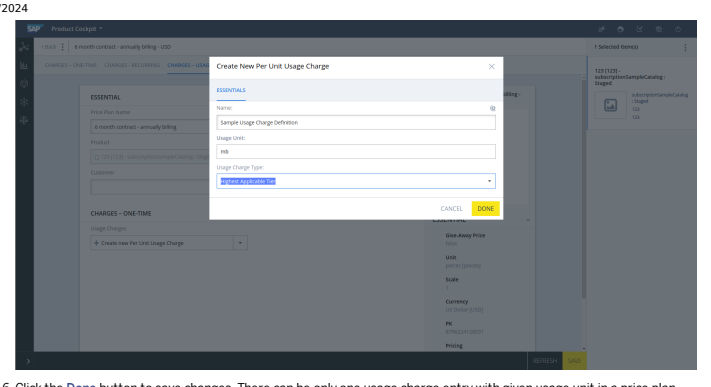 /2024
SAP Product Cockpit
< Back 6 month contract - annually billing - USD
1 Selected Item(s)
CHARGES – ONE-TIME CHARGES – RECURRING CHARGES – USAGE
Create New Per Unit Usage Charge
ESSENTIALS
Name:
Sample Usage Charge Definition
Usage Unit:
mb
Usage Charge Type:
Highest Applicable Tier
CANCEL DONE
ESSENTIAL
Price Plan Name
6 month contract - annually billing
Product
Customer
CHARGES – ONE-TIME
Usage Charges
+ Create new Per Unit Usage Charge
billing -
ESSENTIAL
Give-Away Price
Unit
pieces [pieces]
Scale
Currency
US Dollar [USD]
PK
Pricing
123 [123] -
subscriptionSampleCatalog :
Staged
subscriptionSampleCatalog
: Staged
123
123
REFRESH SAVE
6. Click the Done button to save changes. There can be only one usage charge entry with given usage unit in a price plan.